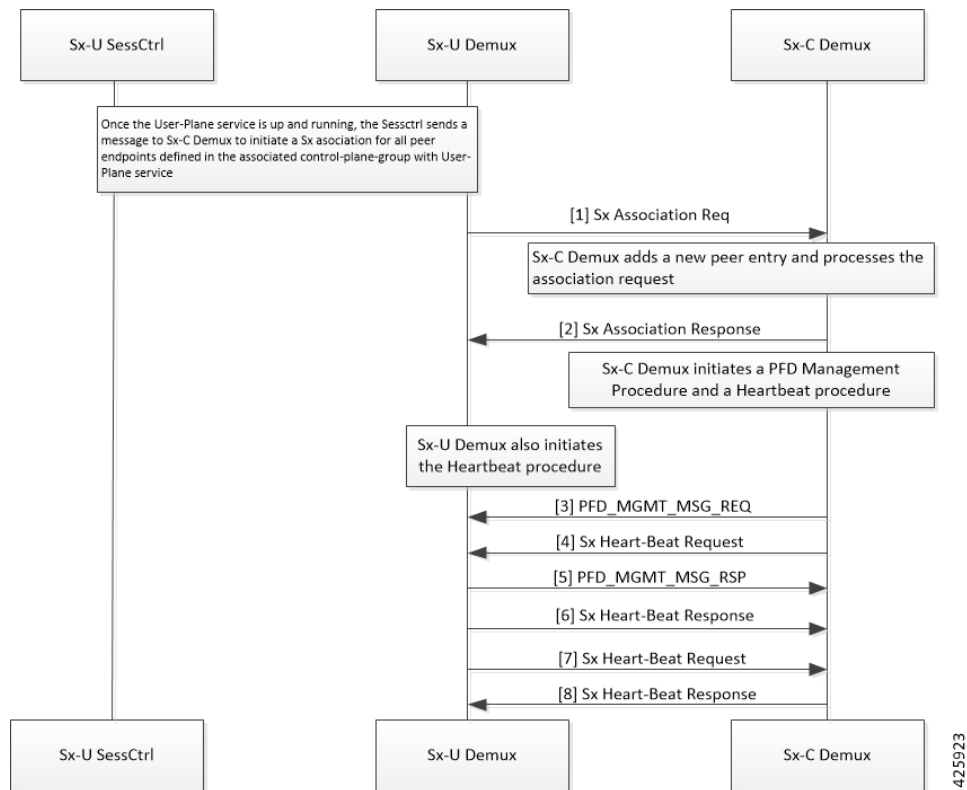 Sx-U SessCtrl
Sx-U Demux
Sx-C Demux
Once the User-Plane service is up and running, the Sessctrl sends a
message to Sx-C Demux to initiate a Sx asociation for all peer
endpoints defined in the associated control-plane-group with User-
Plane service
[1] Sx Association Req
Sx-C Demux adds a new peer entry and processes the
association request
[2] Sx Association Response
Sx-C Demux initiates a PFD Management
Procedure and a Heartbeat procedure
Sx-U Demux also initiates
the Heartbeat procedure
[3] PFD_MGMT_MSG_REQ
[4] Sx Heart-Beat Request
[5] PFD_MGMT_MSG_RSP
[6] Sx Heart-Beat Response
[7] Sx Heart-Beat Request
[8] Sx Heart-Beat Response
Sx-U SessCtrl
Sx-U Demux
Sx-C Demux
425923